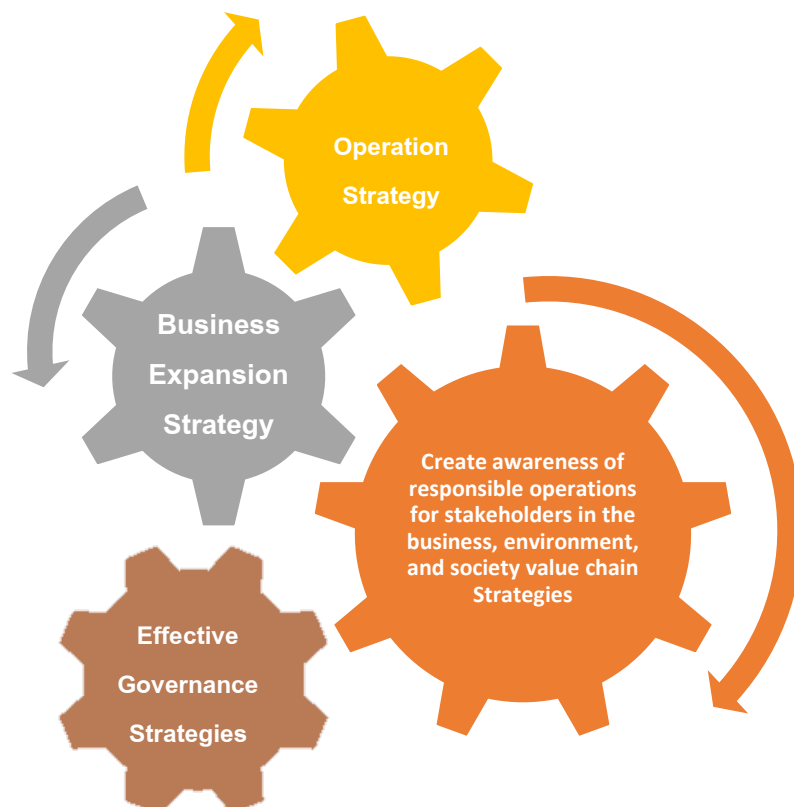 Operation
Strategy
Business
Expansion
Strategy
Create awareness of
responsible operations
for stakeholders in the
business, environment,
and society value chain
Strategies
Effective
Governance
Strategies